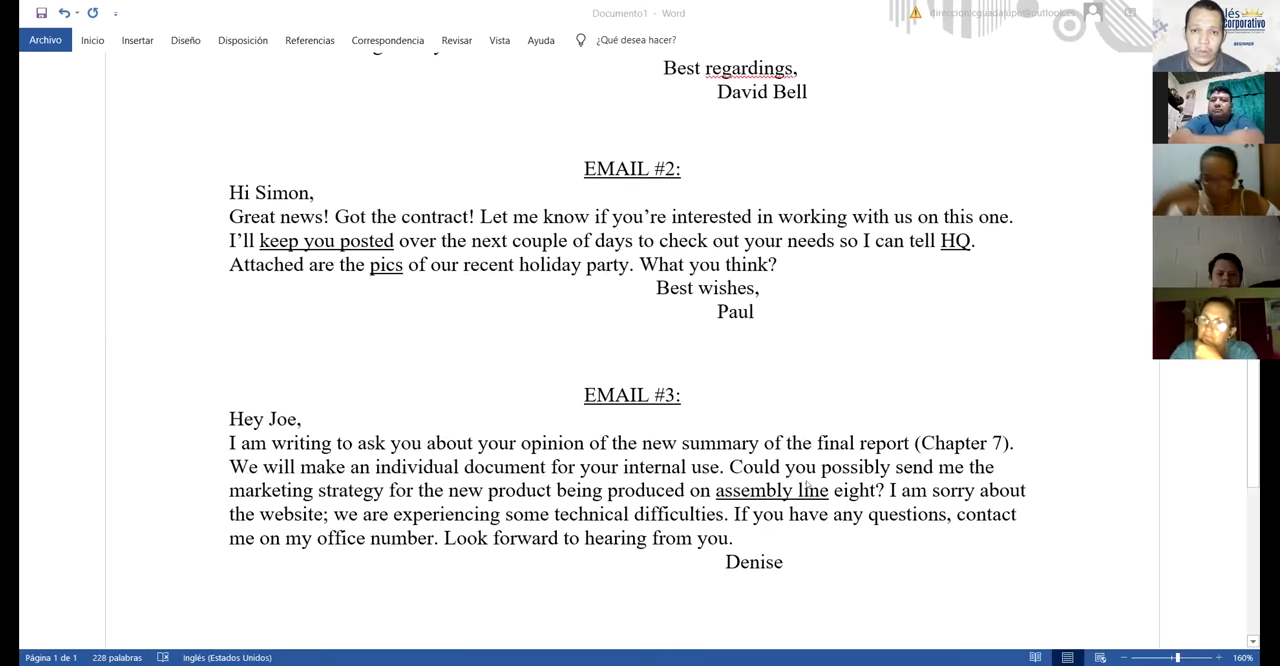 Documento1 - Word
Archivo Inicio Insertar Diseño Disposición Referencias Correspondencia Revisar Vista Ayuda ¿Qué desea hacer?
Corporativo
BEGINNER
Best regardings,
David Bell
EMAIL #2:
Hi Simon,
Great news! Got the contract! Let me know if you’re interested in working with us on this one.
I’ll keep you posted over the next couple of days to check out your needs so I can tell HQ.
Attached are the pics of our recent holiday party. What you think?
Best wishes,
Paul
EMAIL #3:
Hey Joe,
I am writing to ask you about your opinion of the new summary of the final report (Chapter 7).
We will make an individual document for your internal use. Could you possibly send me the
marketing strategy for the new product being produced on assembly line eight? I am sorry about
the website; we are experiencing some technical difficulties. If you have any questions, contact
me on my office number. Look forward to hearing from you.
Denise
Página 1 de 1 228 palabras Inglés (Estados Unidos) 160%